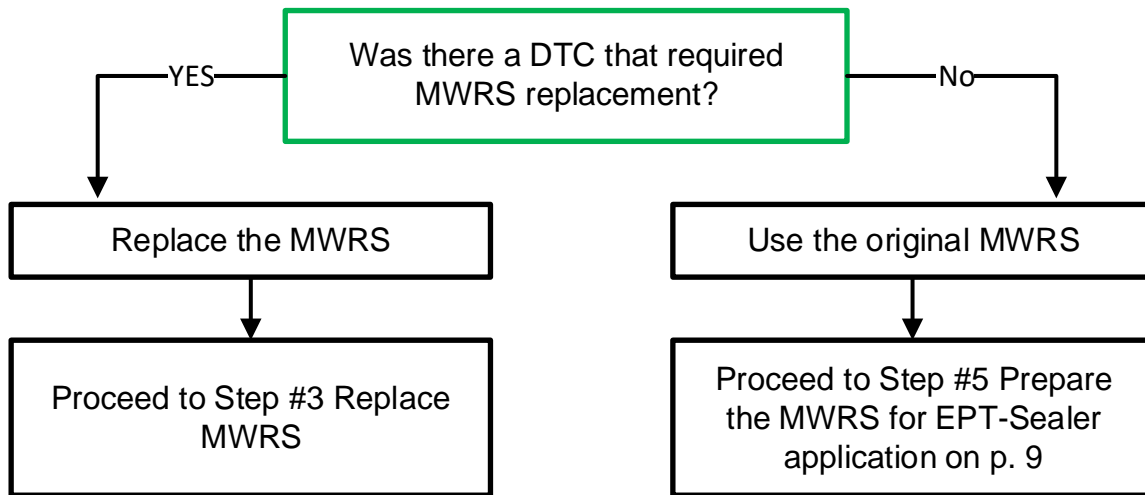 Was there a DTC that required
MWRS replacement?
YES
No
Replace the MWRS
Use the original MWRS
Proceed to Step #3 Replace
MWRS
Proceed to Step #5 Prepare
the MWRS for EPT-Sealer
application on p. 9